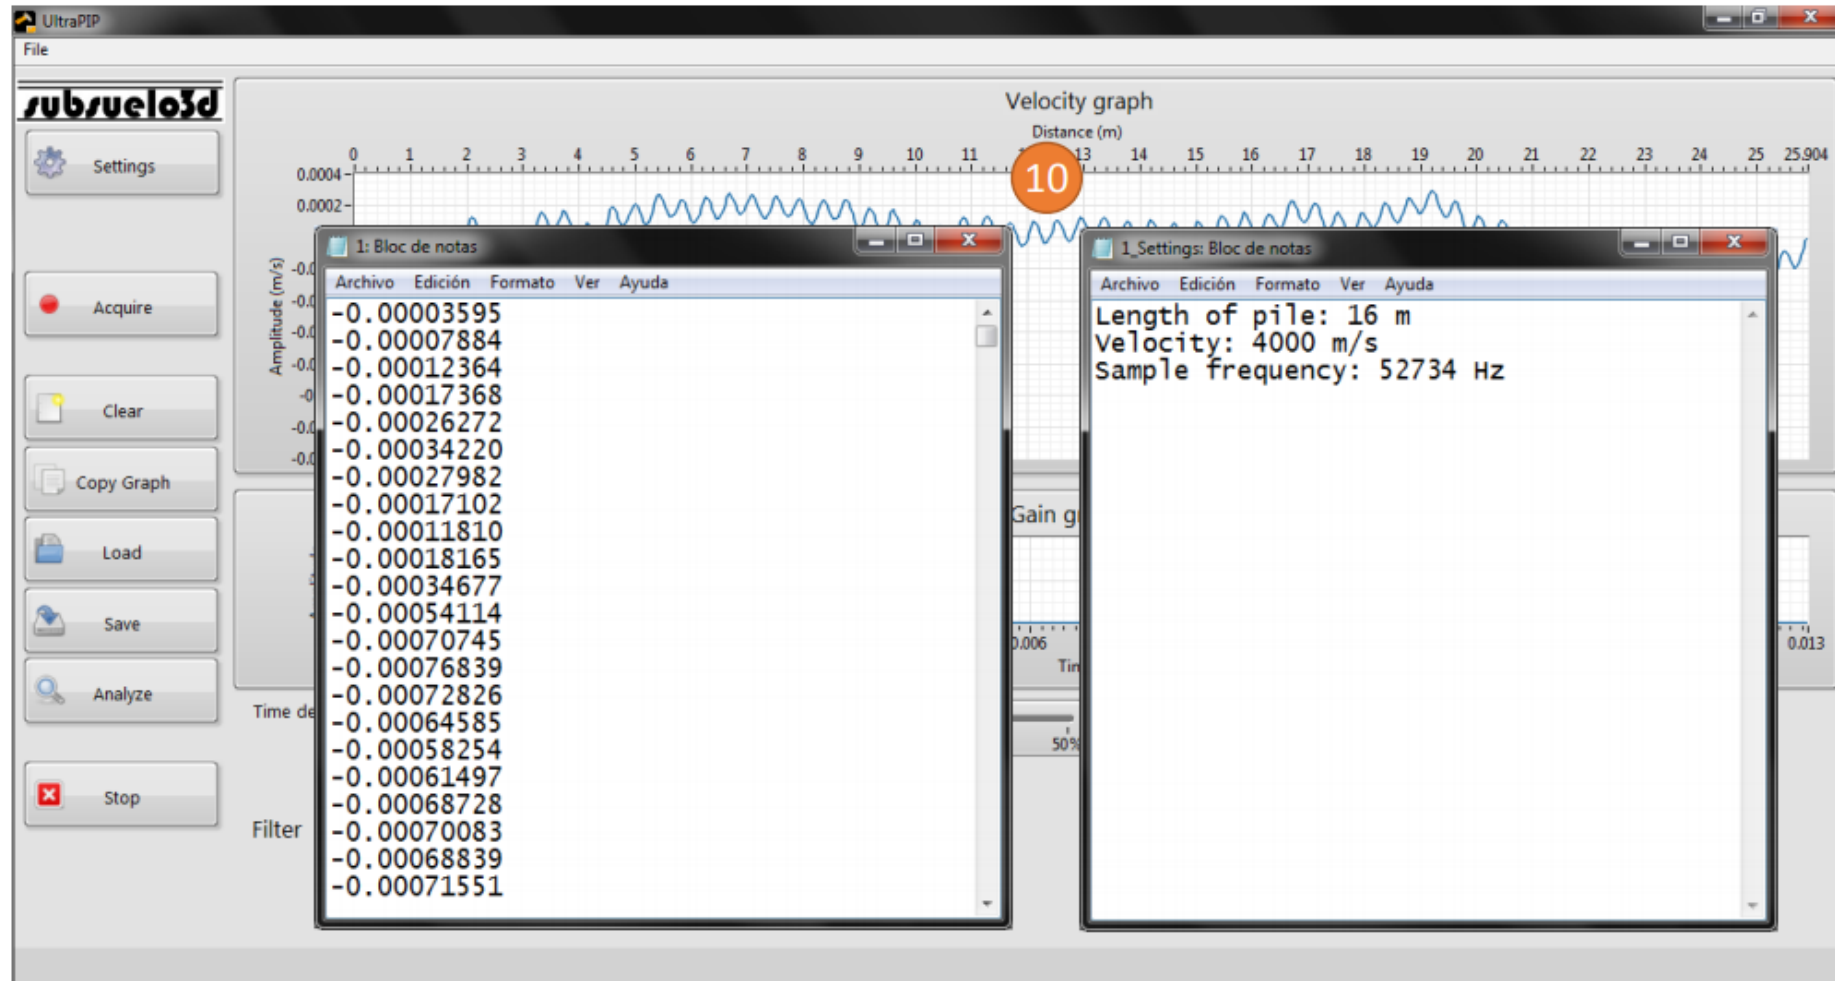 UltraPIP
File
subsuelo3d
Settings
Acquire
Clear
Copy Graph
Load
Save
Analyze
Stop
Velocity graph
Distance (m)
0 1 2 3 4 5 6 7 8 9 10 11 13 14 15 16 17 18 19 20 21 22 23 24 25 25.904
10
0.0004
0.0002
Amplitude (m/s)
1: Bloc de notas
Archivo Edición Formato Ver Ayuda
-0.00003595
-0.00007884
-0.00012364
-0.00017368
-0.00026272
-0.00034220
-0.00027982
-0.00017102
-0.00011810
-0.00018165
-0.00034677
-0.00054114
-0.00070745
-0.00076839
-0.00072826
-0.00064585
-0.00058254
-0.00061497
-0.00068728
-0.00070083
-0.00068839
-0.00071551
1_Settings: Bloc de notas
Archivo Edición Formato Ver Ayuda
Length of pile: 16 m
Velocity: 4000 m/s
Sample frequency: 52734 Hz
Gain
0.006 0.013
Time
50%
Filter